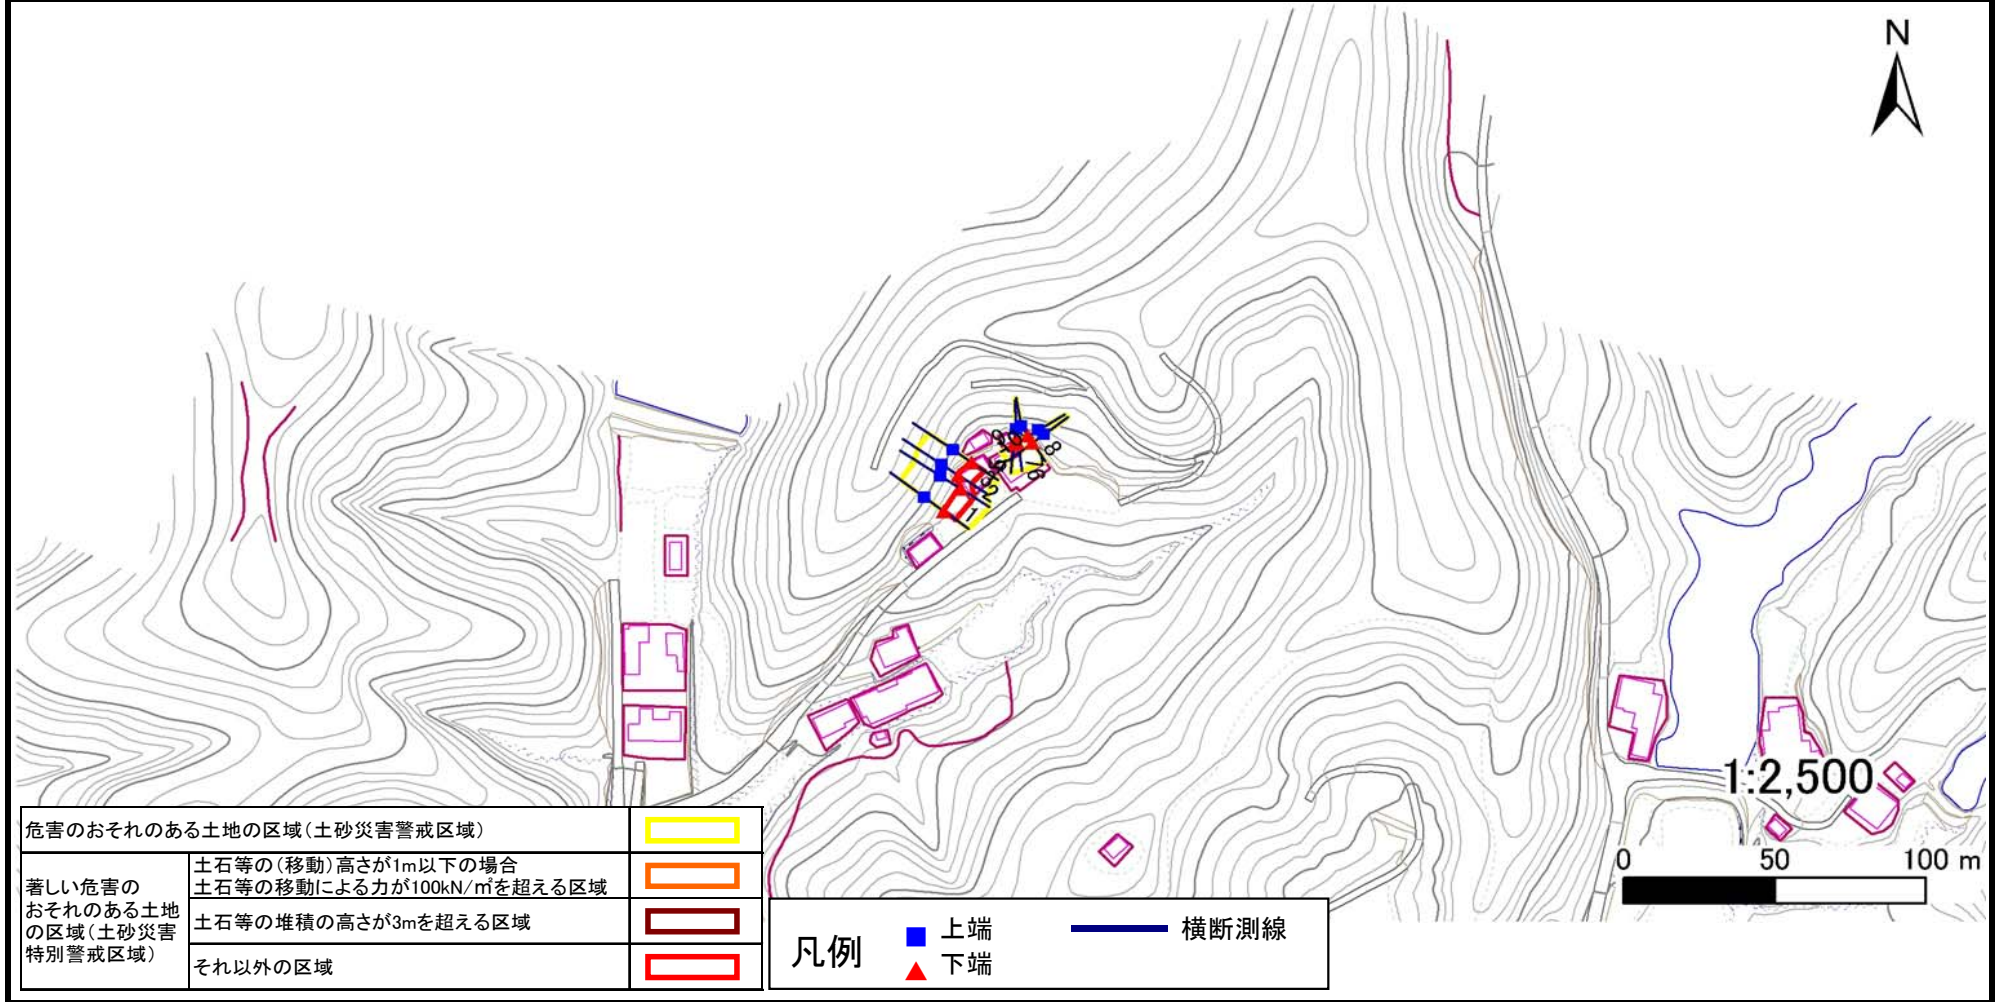 N
8
1
2
1:2,500
0 50 100 m
危害のおそれのある土地の区域(土砂災害警戒区域)
著しい危害の
おそれのある土地
の区域(土砂災害
特別警戒区域)
土石等の(移動)高さが1m以下の場合
土石等の移動による力が100kN/㎡を超える区域
土石等の堆積の高さが3mを超える区域
それ以外の区域
凡例
上端
下端
横断測線